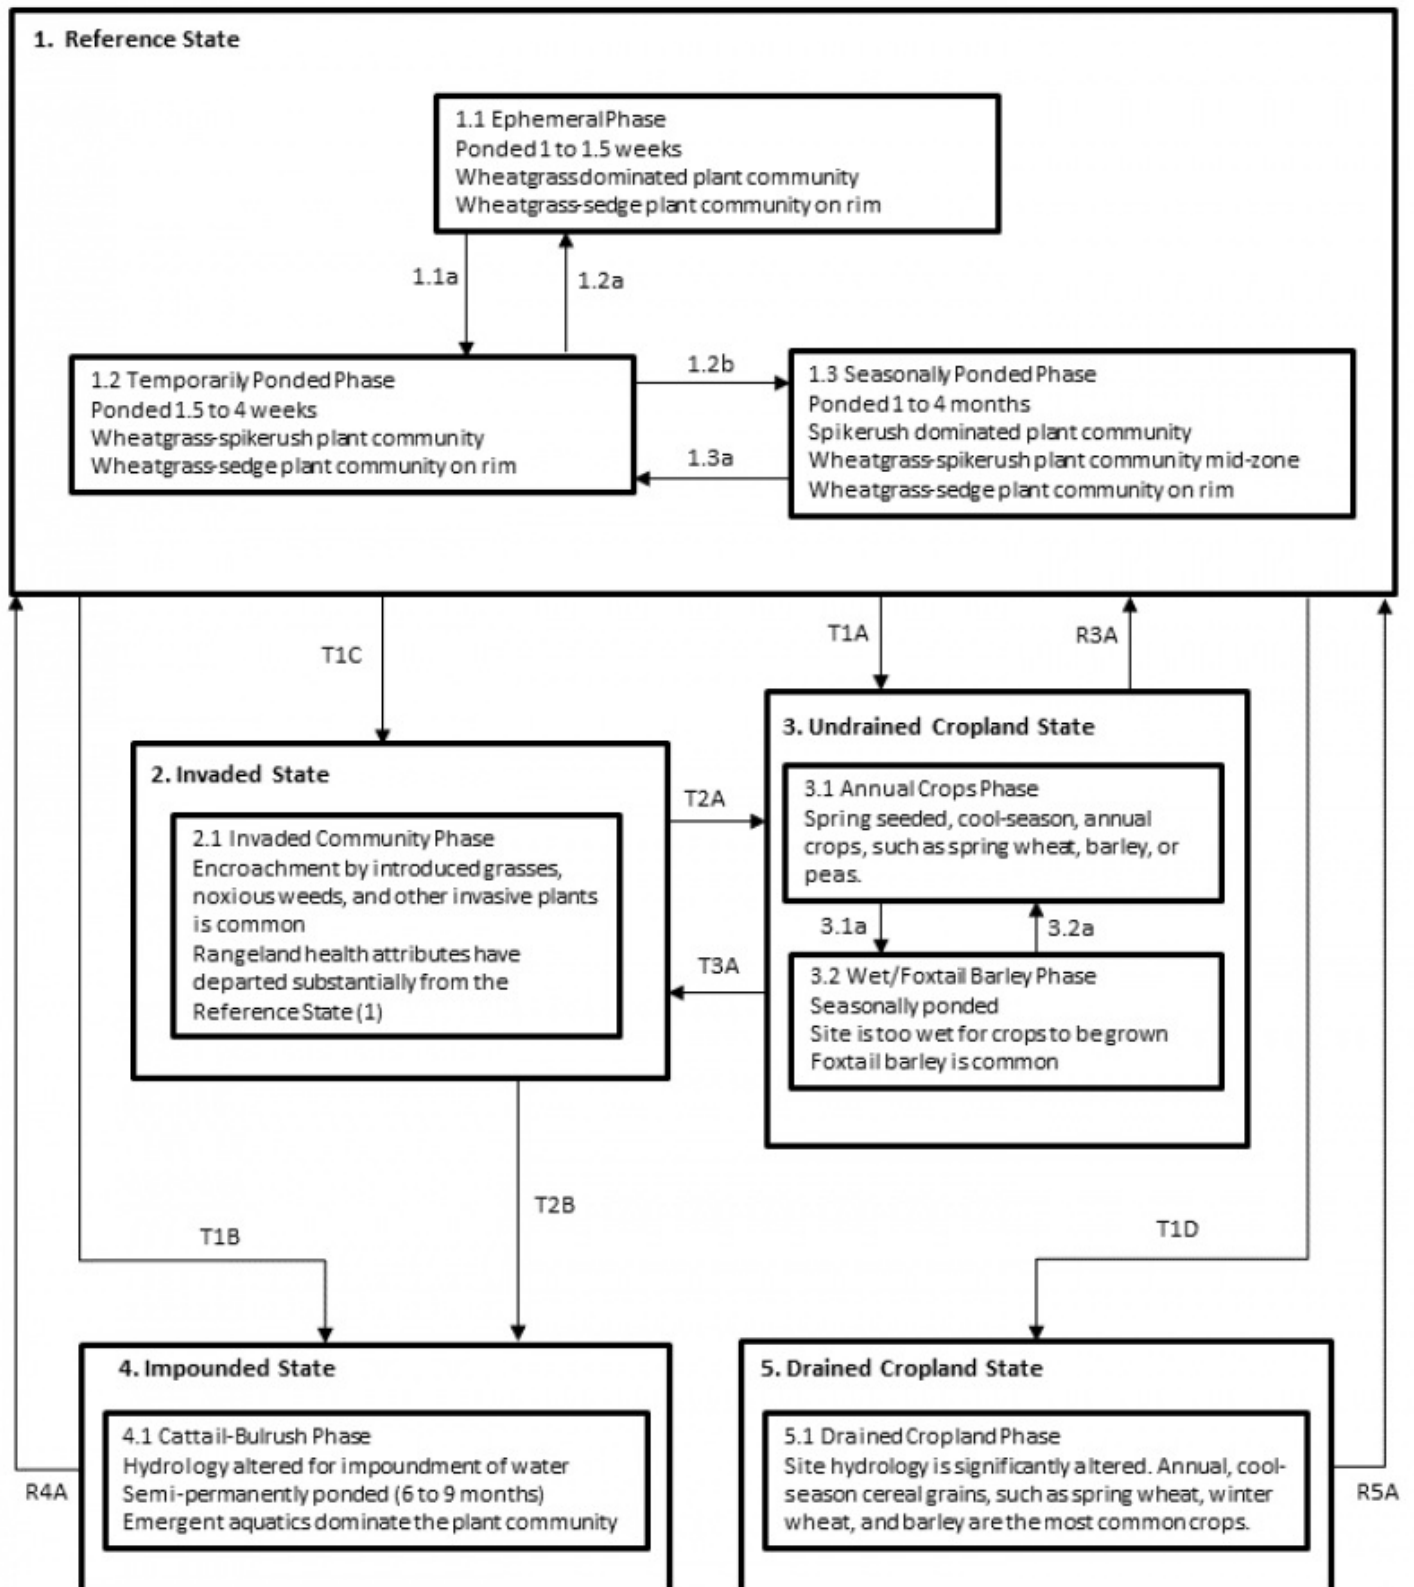 1. Reference State
1.1 Ephemeral Phase
Ponded 1 to 1.5 weeks
Wheatgrass dominated plant community
Wheatgrass-sedge plant community on rim
1.1a
1.2a
1.2 Temporarily Ponded Phase
Ponded 1.5 to 4 weeks
Wheatgrass-spikerush plant community
Wheatgrass-sedge plant community on rim
1.2b
1.3a
1.3 Seasonally Ponded Phase
Ponded 1 to 4 months
Spikerush dominated plant community
Wheatgrass-spikerush plant community mid-zone
Wheatgrass-sedge plant community on rim
T1C
T1A
R3A
2. Invaded State
2.1 Invaded Community Phase
Encroachment by introduced grasses,
noxious weeds, and other invasive plants
is common
Rangeland health attributes have
departed substantially from the
Reference State (1)
T2A
T3A
3. Undrained Cropland State
3.1 Annual Crops Phase
Spring seeded, cool-season, annual
crops, such as spring wheat, barley, or
peas.
3.1a
3.2a
3.2 Wet/Foxtail Barley Phase
Seasonally ponded
Site is too wet for crops to be grown
Foxtail barley is common
T2B
T1B
T1D
4. Impounded State
4.1 Cattail-Bulrush Phase
Hydrology altered for impoundment of water
Semi-permanently ponded (6 to 9 months)
Emergent aquatics dominate the plant community
R4A
5. Drained Cropland State
5.1 Drained Cropland Phase
Site hydrology is significantly altered. Annual, cool-
season cereal grains, such as spring wheat, winter
wheat, and barley are the most common crops.
R5A